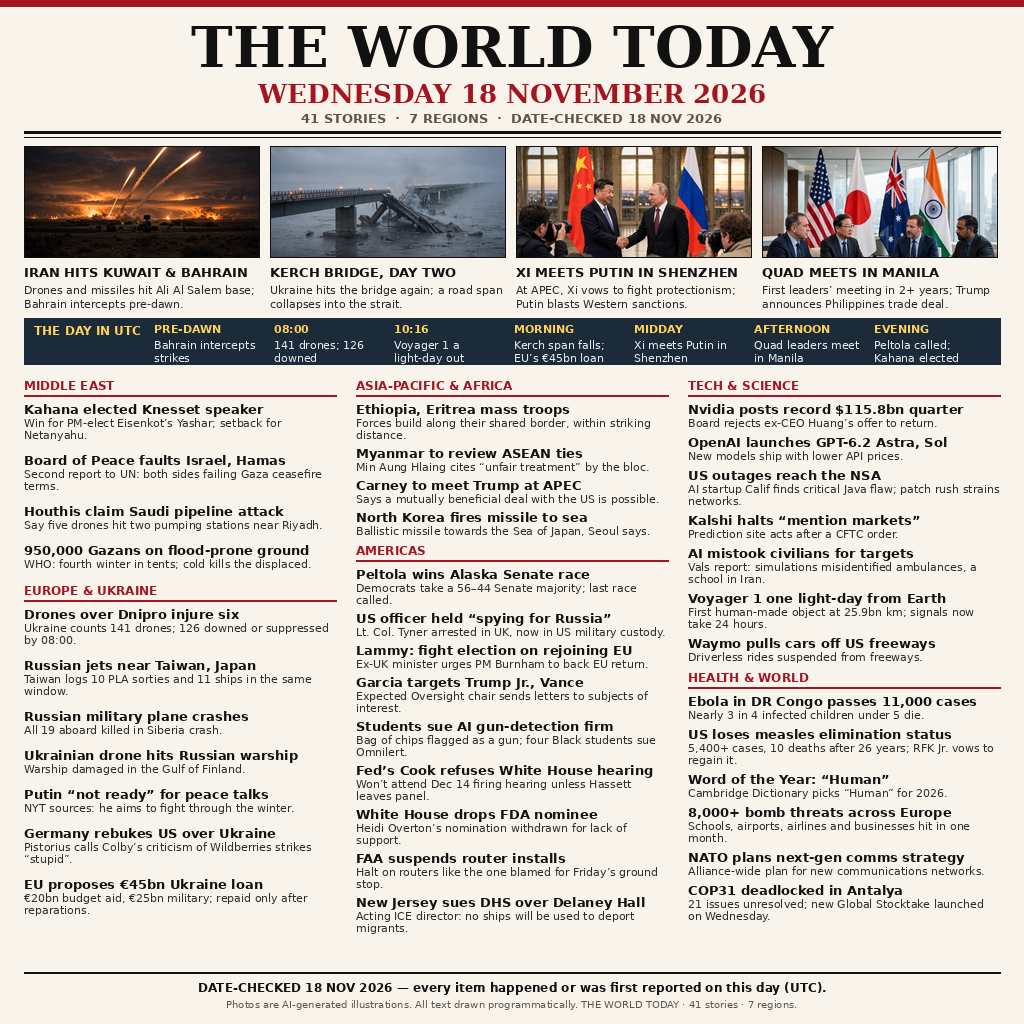 THE WORLD TODAY
WEDNESDAY 18 NOVEMBER 2026
41 STORIES · 7 REGIONS · DATE-CHECKED 18 NOV 2026
IRAN HITS KUWAIT & BAHRAIN
Drones and missiles hit Ali Al Salem base;
Bahrain intercepts pre-dawn.
KERCH BRIDGE, DAY TWO
Ukraine hits the bridge again; a road span
collapses into the strait.
XI MEETS PUTIN IN SHENZHEN
At APEC, Xi vows to fight protectionism;
Putin blasts Western sanctions.
QUAD MEETS IN MANILA
First leaders’ meeting in 2+ years; Trump
announces Philippines trade deal.
THE DAY IN UTC
PRE-DAWN
Bahrain intercepts
strikes
08:00
141 drones; 126
downed
10:16
Voyager 1 a
light-day out
MORNING
Kerch span falls;
EU’s €45bn loan
MIDDAY
Xi meets Putin in
Shenzhen
AFTERNOON
Quad leaders meet
in Manila
EVENING
Peltola called;
Kahana elected
MIDDLE EAST
Kahana elected Knesset speaker
Win for PM-elect Eisenkot’s Yashar; setback for
Netanyahu.
Board of Peace faults Israel, Hamas
Second report to UN: both sides failing Gaza ceasefire
terms.
Houthis claim Saudi pipeline attack
Say five drones hit two pumping stations near Riyadh.
950,000 Gazans on flood-prone ground
WHO: fourth winter in tents; cold kills the displaced.
EUROPE & UKRAINE
Drones over Dnipro injure six
Ukraine counts 141 drones; 126 downed or suppressed
by 08:00.
Russian jets near Taiwan, Japan
Taiwan logs 10 PLA sorties and 11 ships in the same
window.
Russian military plane crashes
All 19 aboard killed in Siberia crash.
Ukrainian drone hits Russian warship
Warship damaged in the Gulf of Finland.
Putin “not ready” for peace talks
NYT sources: he aims to fight through the winter.
Germany rebukes US over Ukraine
Pistorius calls Colby’s criticism of Wildberries strikes
“stupid”.
EU proposes €45bn Ukraine loan
€20bn budget aid, €25bn military; repaid only after
reparations.
ASIA-PACIFIC & AFRICA
Ethiopia, Eritrea mass troops
Forces build along their shared border, within striking
distance.
Myanmar to review ASEAN ties
Min Aung Hlaing cites “unfair treatment” by the bloc.
Carney to meet Trump at APEC
Says a mutually beneficial deal with the US is possible.
North Korea fires missile to sea
Ballistic missile towards the Sea of Japan, Seoul says.
AMERICAS
Peltola wins Alaska Senate race
Democrats take a 56–44 Senate majority; last race
called.
US officer held “spying for Russia”
Lt. Col. Tyner arrested in UK, now in US military custody.
Lammy: fight election on rejoining EU
Ex-UK minister urges PM Burnham to back EU return.
Garcia targets Trump Jr., Vance
Expected Oversight chair sends letters to subjects of
interest.
Students sue AI gun-detection firm
Bag of chips flagged as a gun; four Black students sue
Omnilert.
Fed’s Cook refuses White House hearing
Won’t attend Dec 14 firing hearing unless Hassett
leaves panel.
White House drops FDA nominee
Heidi Overton’s nomination withdrawn for lack of
support.
FAA suspends router installs
Halt on routers like the one blamed for Friday’s ground
stop.
New Jersey sues DHS over Delaney Hall
Acting ICE director: no ships will be used to deport
migrants.
TECH & SCIENCE
Nvidia posts record $115.8bn quarter
Board rejects ex-CEO Huang’s offer to return.
OpenAI launches GPT-6.2 Astra, Sol
New models ship with lower API prices.
US outages reach the NSA
AI startup Calif finds critical Java flaw; patch rush strains
networks.
Kalshi halts “mention markets”
Prediction site acts after a CFTC order.
AI mistook civilians for targets
Vals report: simulations misidentified ambulances, a
school in Iran.
Voyager 1 one light-day from Earth
First human-made object at 25.9bn km; signals now
take 24 hours.
Waymo pulls cars off US freeways
Driverless rides suspended from freeways.
HEALTH & WORLD
Ebola in DR Congo passes 11,000 cases
Nearly 3 in 4 infected children under 5 die.
US loses measles elimination status
5,400+ cases, 10 deaths after 26 years; RFK Jr. vows to
regain it.
Word of the Year: “Human”
Cambridge Dictionary picks “Human” for 2026.
8,000+ bomb threats across Europe
Schools, airports, airlines and businesses hit in one
month.
NATO plans next-gen comms strategy
Alliance-wide plan for new communications networks.
COP31 deadlocked in Antalya
21 issues unresolved; new Global Stocktake launched
on Wednesday.
DATE-CHECKED 18 NOV 2026 — every item happened or was first reported on this day (UTC).
Photos are AI-generated illustrations. All text drawn programmatically. THE WORLD TODAY · 41 stories · 7 regions.